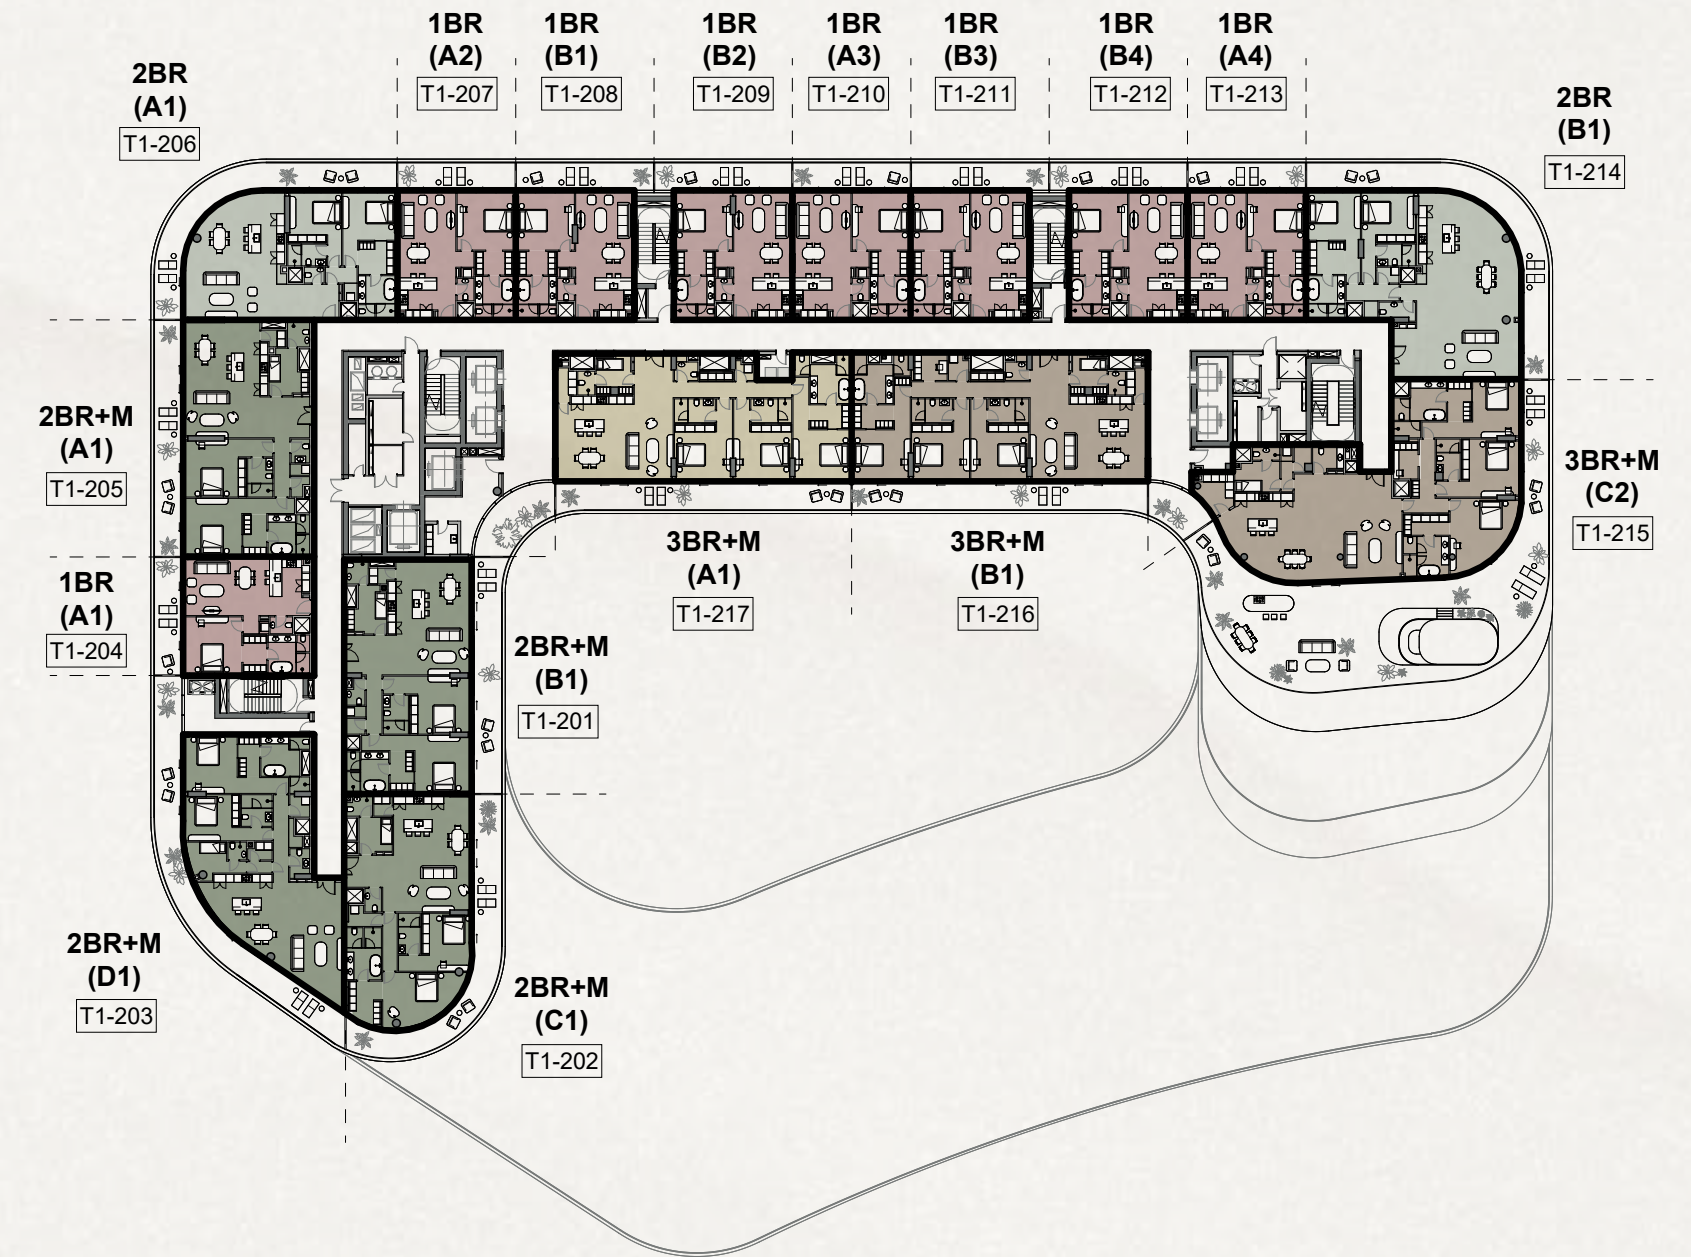 1BR
(A2)
T1-207
1BR
(B1)
T1-208
1BR
(B2)
T1-209
1BR
(A3)
T1-210
1BR
(B3)
T1-211
1BR
(B4)
T1-212
1BR
(A4)
T1-213
2BR
(A1)
T1-206
2BR
(B1)
T1-214
2BR+M
(A1)
T1-205
3BR+M
(C2)
T1-215
3BR+M
(A1)
T1-217
3BR+M
(B1)
T1-216
1BR
(A1)
T1-204
2BR+M
(B1)
T1-201
2BR+M
(D1)
T1-203
2BR+M
(C1)
T1-202